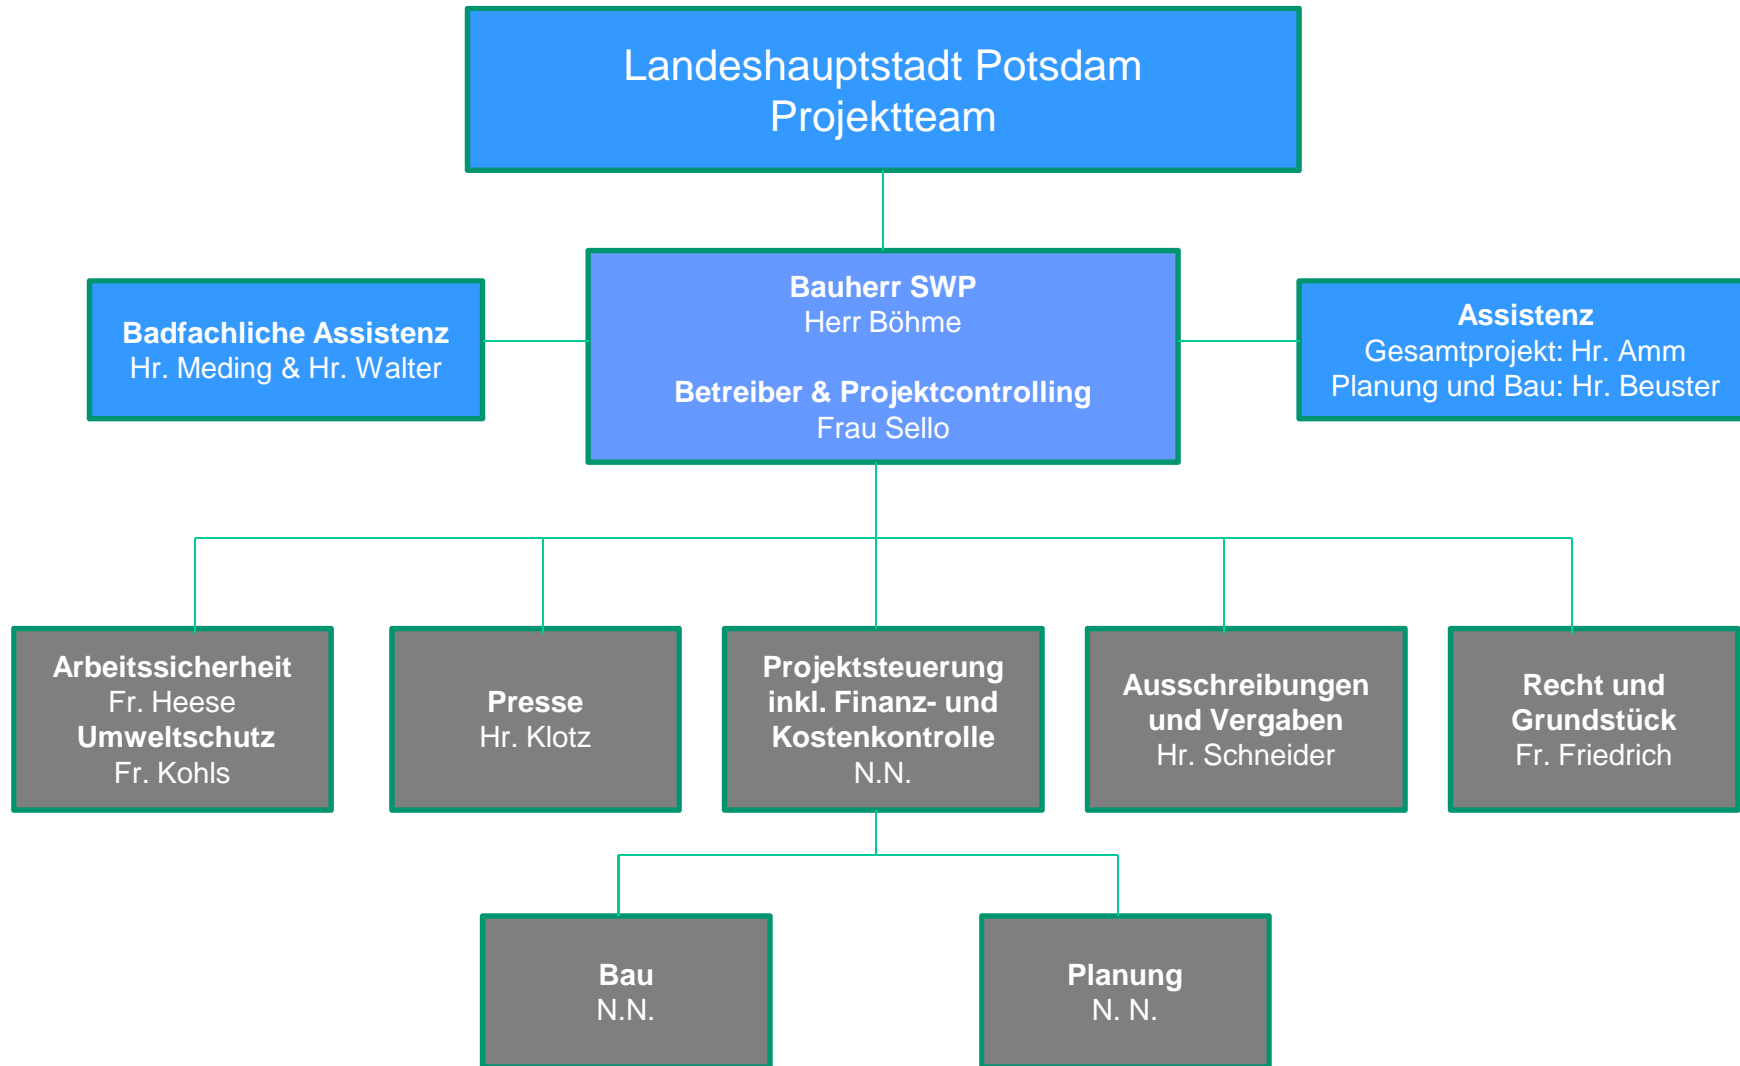 Landeshauptstadt Potsdam
Projektteam
Bauherr SWP
Herr Böhme
Betreiber & Projektcontrolling
Frau Sello
Badfachliche Assistenz
Hr. Meding & Hr. Walter
Assistenz
Gesamtprojekt: Hr. Amm
Planung und Bau: Hr. Beuster
Arbeitssicherheit
Fr. Heese
Umweltschutz
Fr. Kohls
Presse
Hr. Klotz
Projektsteuerung
inkl. Finanz- und
Kostenkontrolle
N.N.
Ausschreibungen
und Vergaben
Hr. Schneider
Recht und
Grundstück
Fr. Friedrich
Bau
N.N.
Planung
N. N.